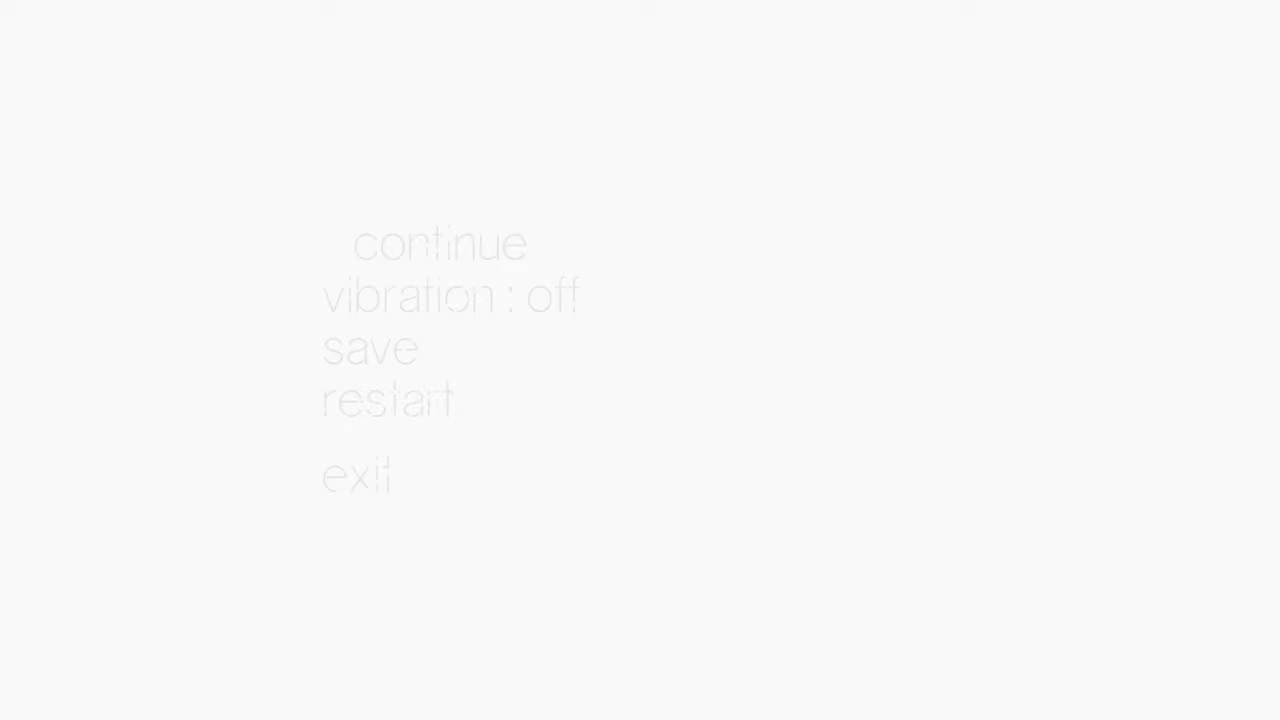 continue
vibration : off
save
restart
exit